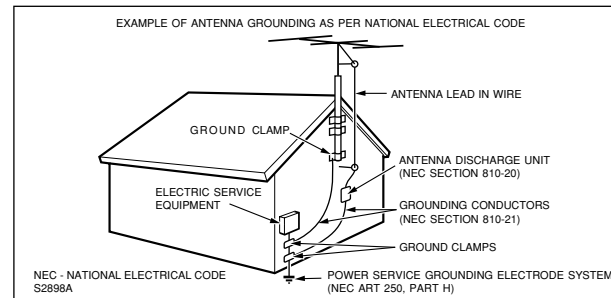 EXAMPLE OF ANTENNA GROUNDING AS PER NATIONAL ELECTRICAL CODE
ANTENNA LEAD IN WIRE
GROUND CLAMP
ANTENNA DISCHARGE UNIT
(NEC SECTION 810-20)
ELECTRIC SERVICE
EQUIPMENT
GROUNDING CONDUCTORS
(NEC SECTION 810-21)
GROUND CLAMPS
NEC - NATIONAL ELECTRICAL CODE
S2898A
POWER SERVICE GROUNDING ELECTRODE SYSTEM
(NEC ART 250, PART H)